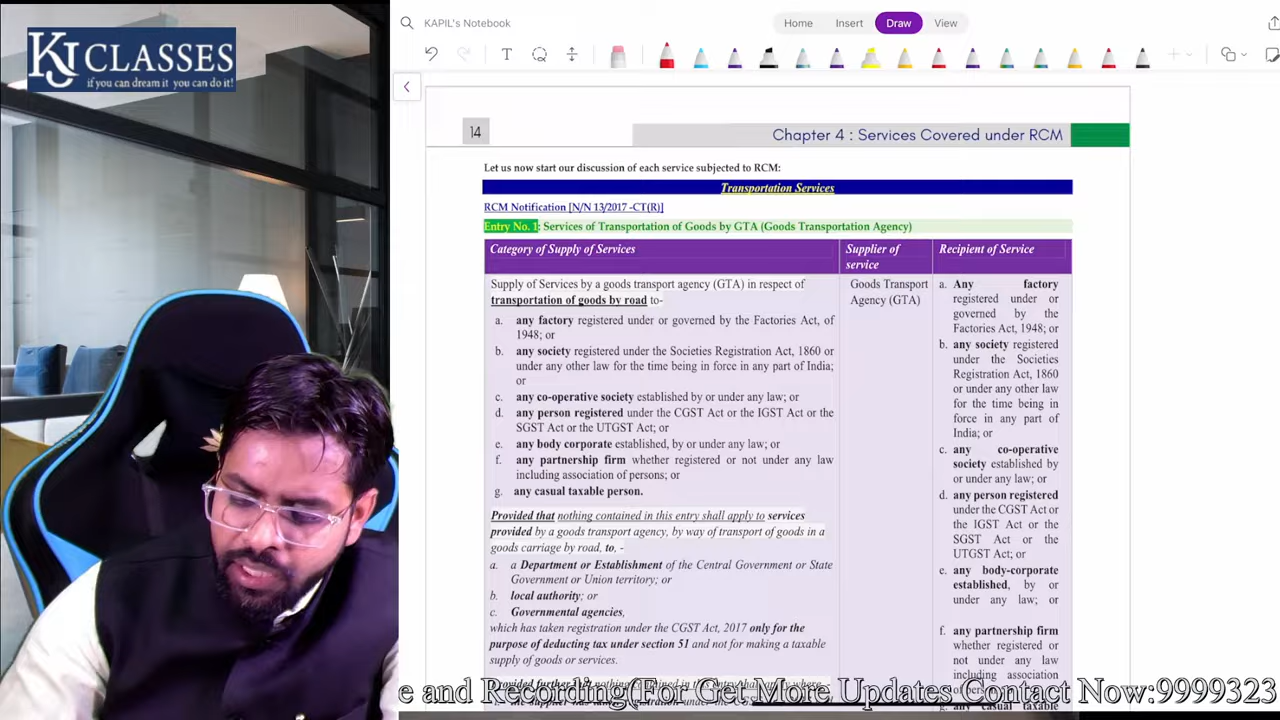 KJ CLASSES
if you can dream it you can do it!
KAPIL's Notebook
Home
Insert
Draw
View
14
Chapter 4 : Services Covered under RCM
Let us now start our discussion of each service subjected to RCM:
Transportation Services
RCM Notification [N/N 13/2017 -CT(R)]
Entry No. 1: Services of Transportation of Goods by GTA (Goods Transportation Agency)
Category of Supply of Services
Supply of Services by a goods transport agency (GTA) in respect of
transportation of goods by road to-
a. any factory registered under or governed by the Factories Act, of
1948; or
b. any society registered under the Societies Registration Act, 1860 or
under any other law for the time being in force in any part of India;
or
c. any co-operative society established by or under any law; or
d. any person registered under the CGST Act or the IGST Act or the
SGST Act or the UTGST Act; or
e. any body corporate established, by or under any law; or
f. any partnership firm whether registered or not under any law
including association of persons; or
g. any casual taxable person.
Provided that nothing contained in this entry shall apply to services
provided by a goods transport agency, by way of transport of goods in a
goods carriage by road, to, -
a. a Department or Establishment of the Central Government or State
Government or Union territory; or
b. local authority; or
c. Governmental agencies,
which has taken registration under the CGST Act, 2017 only for the
purpose of deducting tax under section 51 and not for making a taxable
supply of goods or services.
Supplier of
service
Goods Transport
Agency (GTA)
Recipient of Service
a. Any factory
registered under or
governed by the
Factories Act, 1948; or
b. any society registered
under the Societies
Registration Act, 1860
or under any other law
for the time being in
force in any part of
India; or
c. any co-operative
society established by
or under any law; or
d. any person registered
under the CGST Act or
the IGST Act or the
SGST Act or the
UTGST Act; or
e. any body-corporate
established, by or
under any law; or
f. any partnership firm
whether registered or
not under any law
including association
e and Recording(For Get More Updates Contact Now:9999323